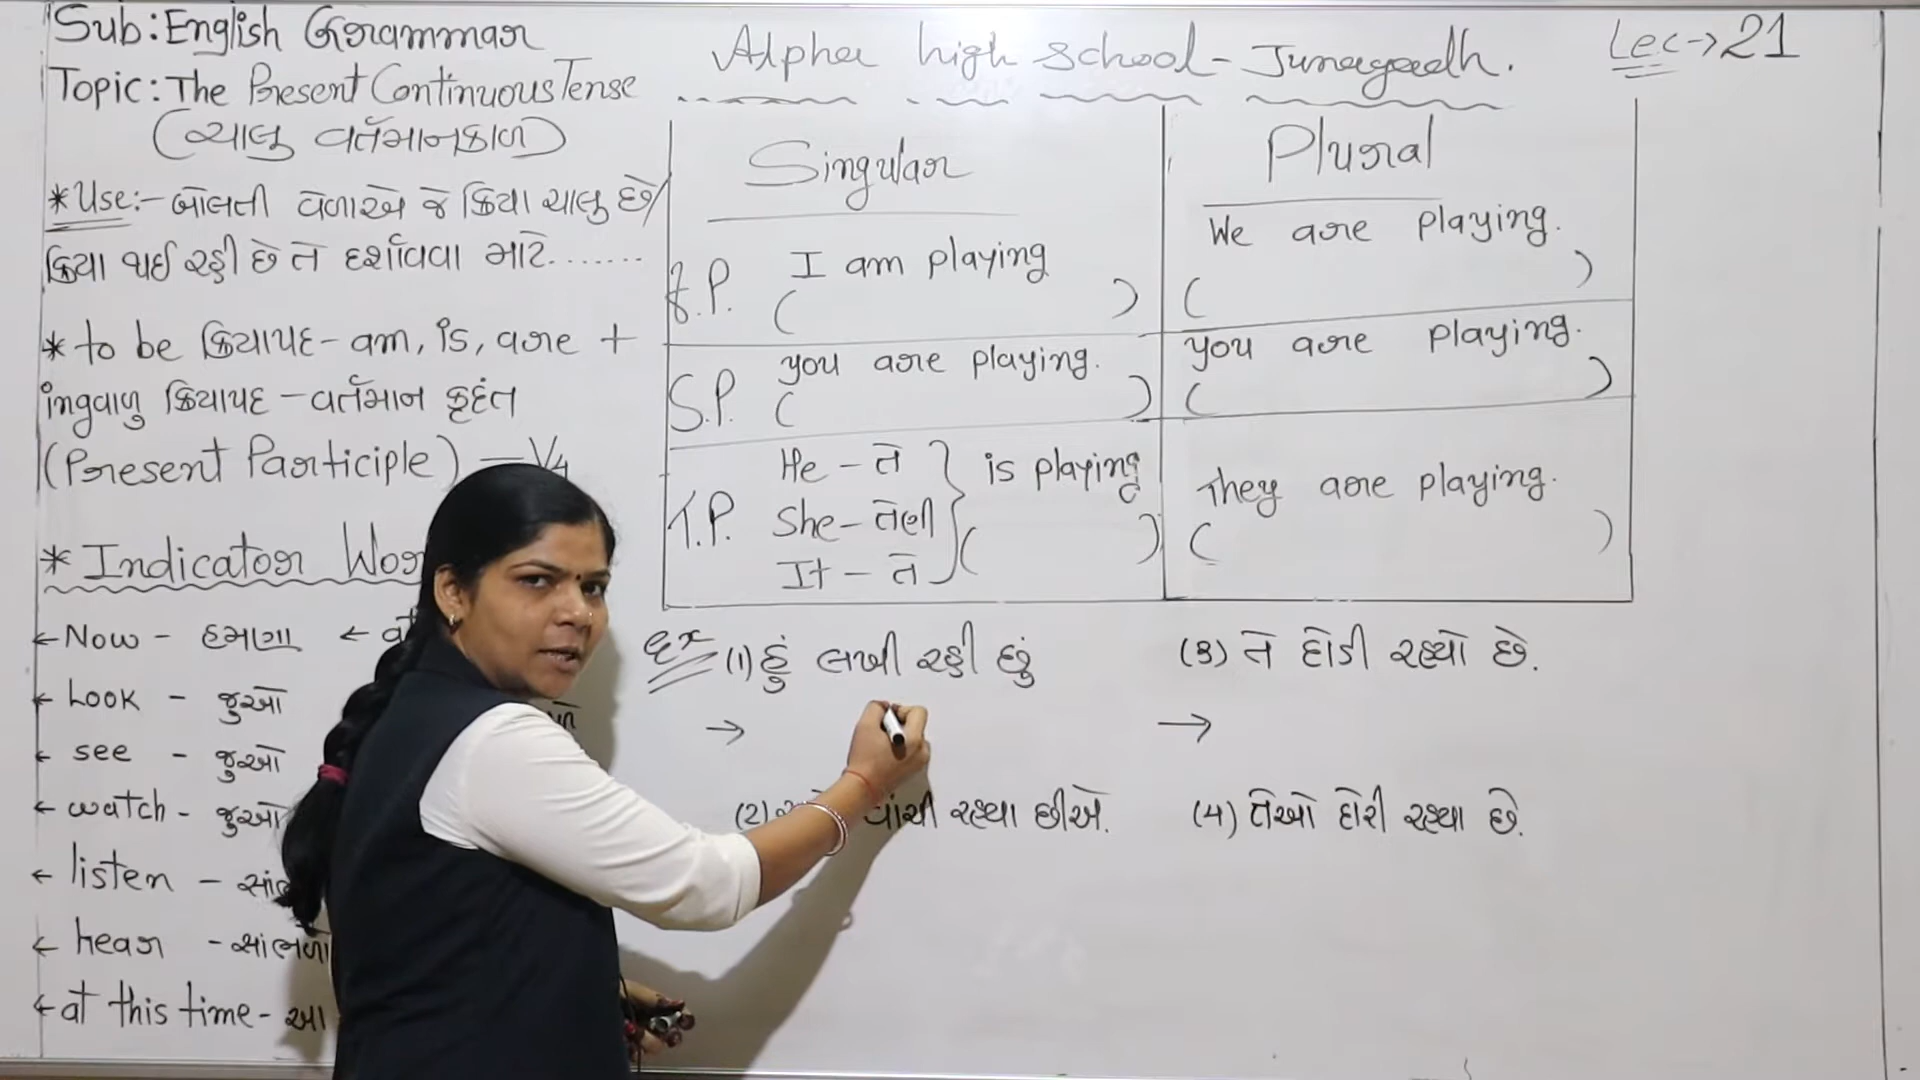 Sub: English Grammar
Topic: The Present Continuous Tense
(ચાલુ વર્તમાનકાળ)
* Use:- બોલતી વેળાએ જે ક્રિયા ચાલુ છે/
ક્રિયા થઈ રહી છે તે દર્શાવવા માટે.......
* to be ક્રિયાપદ - am, is, are +
ingવાળુ ક્રિયાપદ - વર્તમાન કૃદંત
(Present Participle) - V4
* Indicator
← Now - હમણા ←
← Look - જુઓ
← see - જુઓ
← watch - જુઓ
← listen -
← hear - સાંભળો
← at this time - આ
Alpha high school - Junagadh.
Lec → 21
Singular
Plural
F.P. I am playing
( )
We are playing.
( )
S.P. you are playing.
( )
you are playing.
( )
He - તે
T.P. She - તેણી } is playing
It - તે ( )
They are playing.
( )
Ex (1) હું લખી રહી છું
→
(2) વાંચી રહ્યા છીએ.
(3) તે દોડી રહ્યો છે.
→
(4) તેઓ દોરી રહ્યા છે.